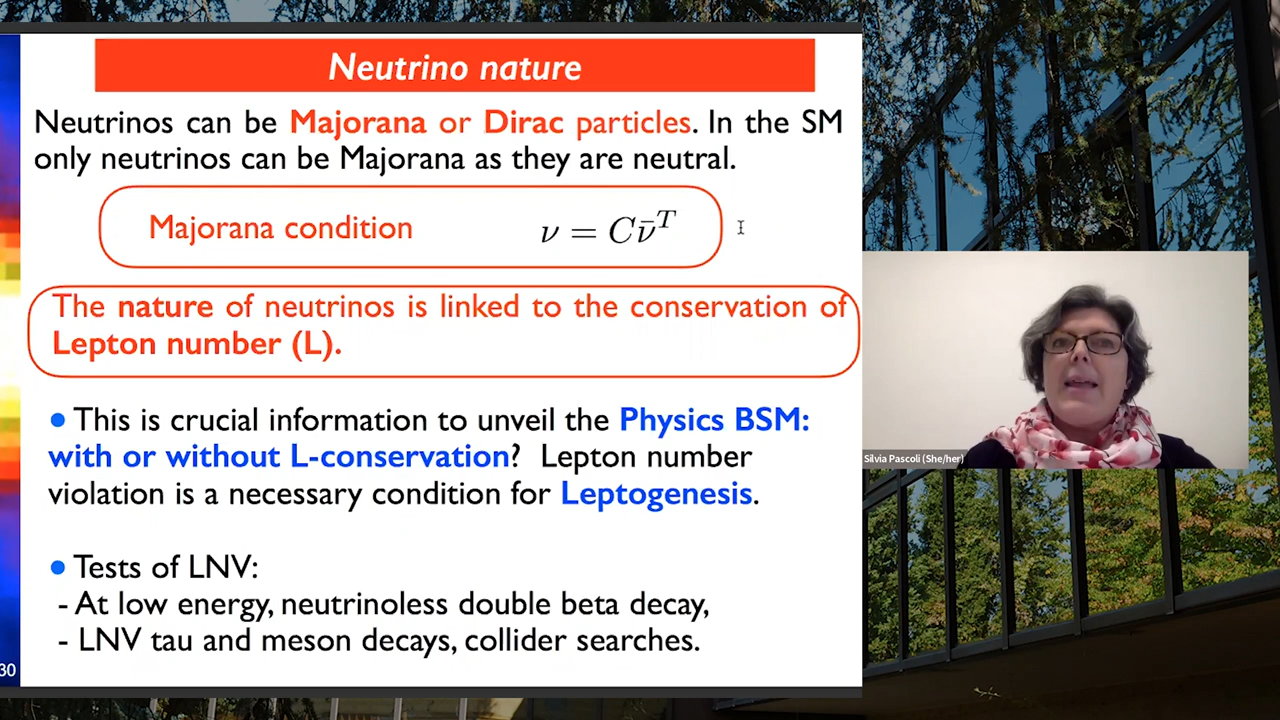 Neutrino nature
Neutrinos can be Majorana or Dirac particles. In the SM
only neutrinos can be Majorana as they are neutral.
Majorana condition ν = Cν̄ᵀ
The nature of neutrinos is linked to the conservation of
Lepton number (L).
• This is crucial information to unveil the Physics BSM:
with or without L-conservation? Lepton number
violation is a necessary condition for Leptogenesis.
• Tests of LNV:
- At low energy, neutrinoless double beta decay,
- LNV tau and meson decays, collider searches.
30
Silvia Pascoli (She/her)